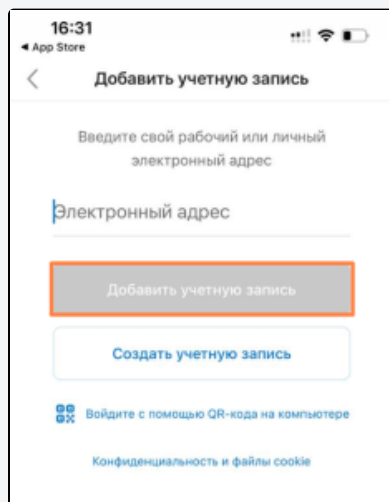 16:31
App Store
Добавить учетную запись
Введите свой рабочий или личный
электронный адрес
Электронный адрес
Добавить учетную запись
Создать учетную запись
Войдите с помощью QR-кода на компьютере
Конфиденциальность и файлы cookie